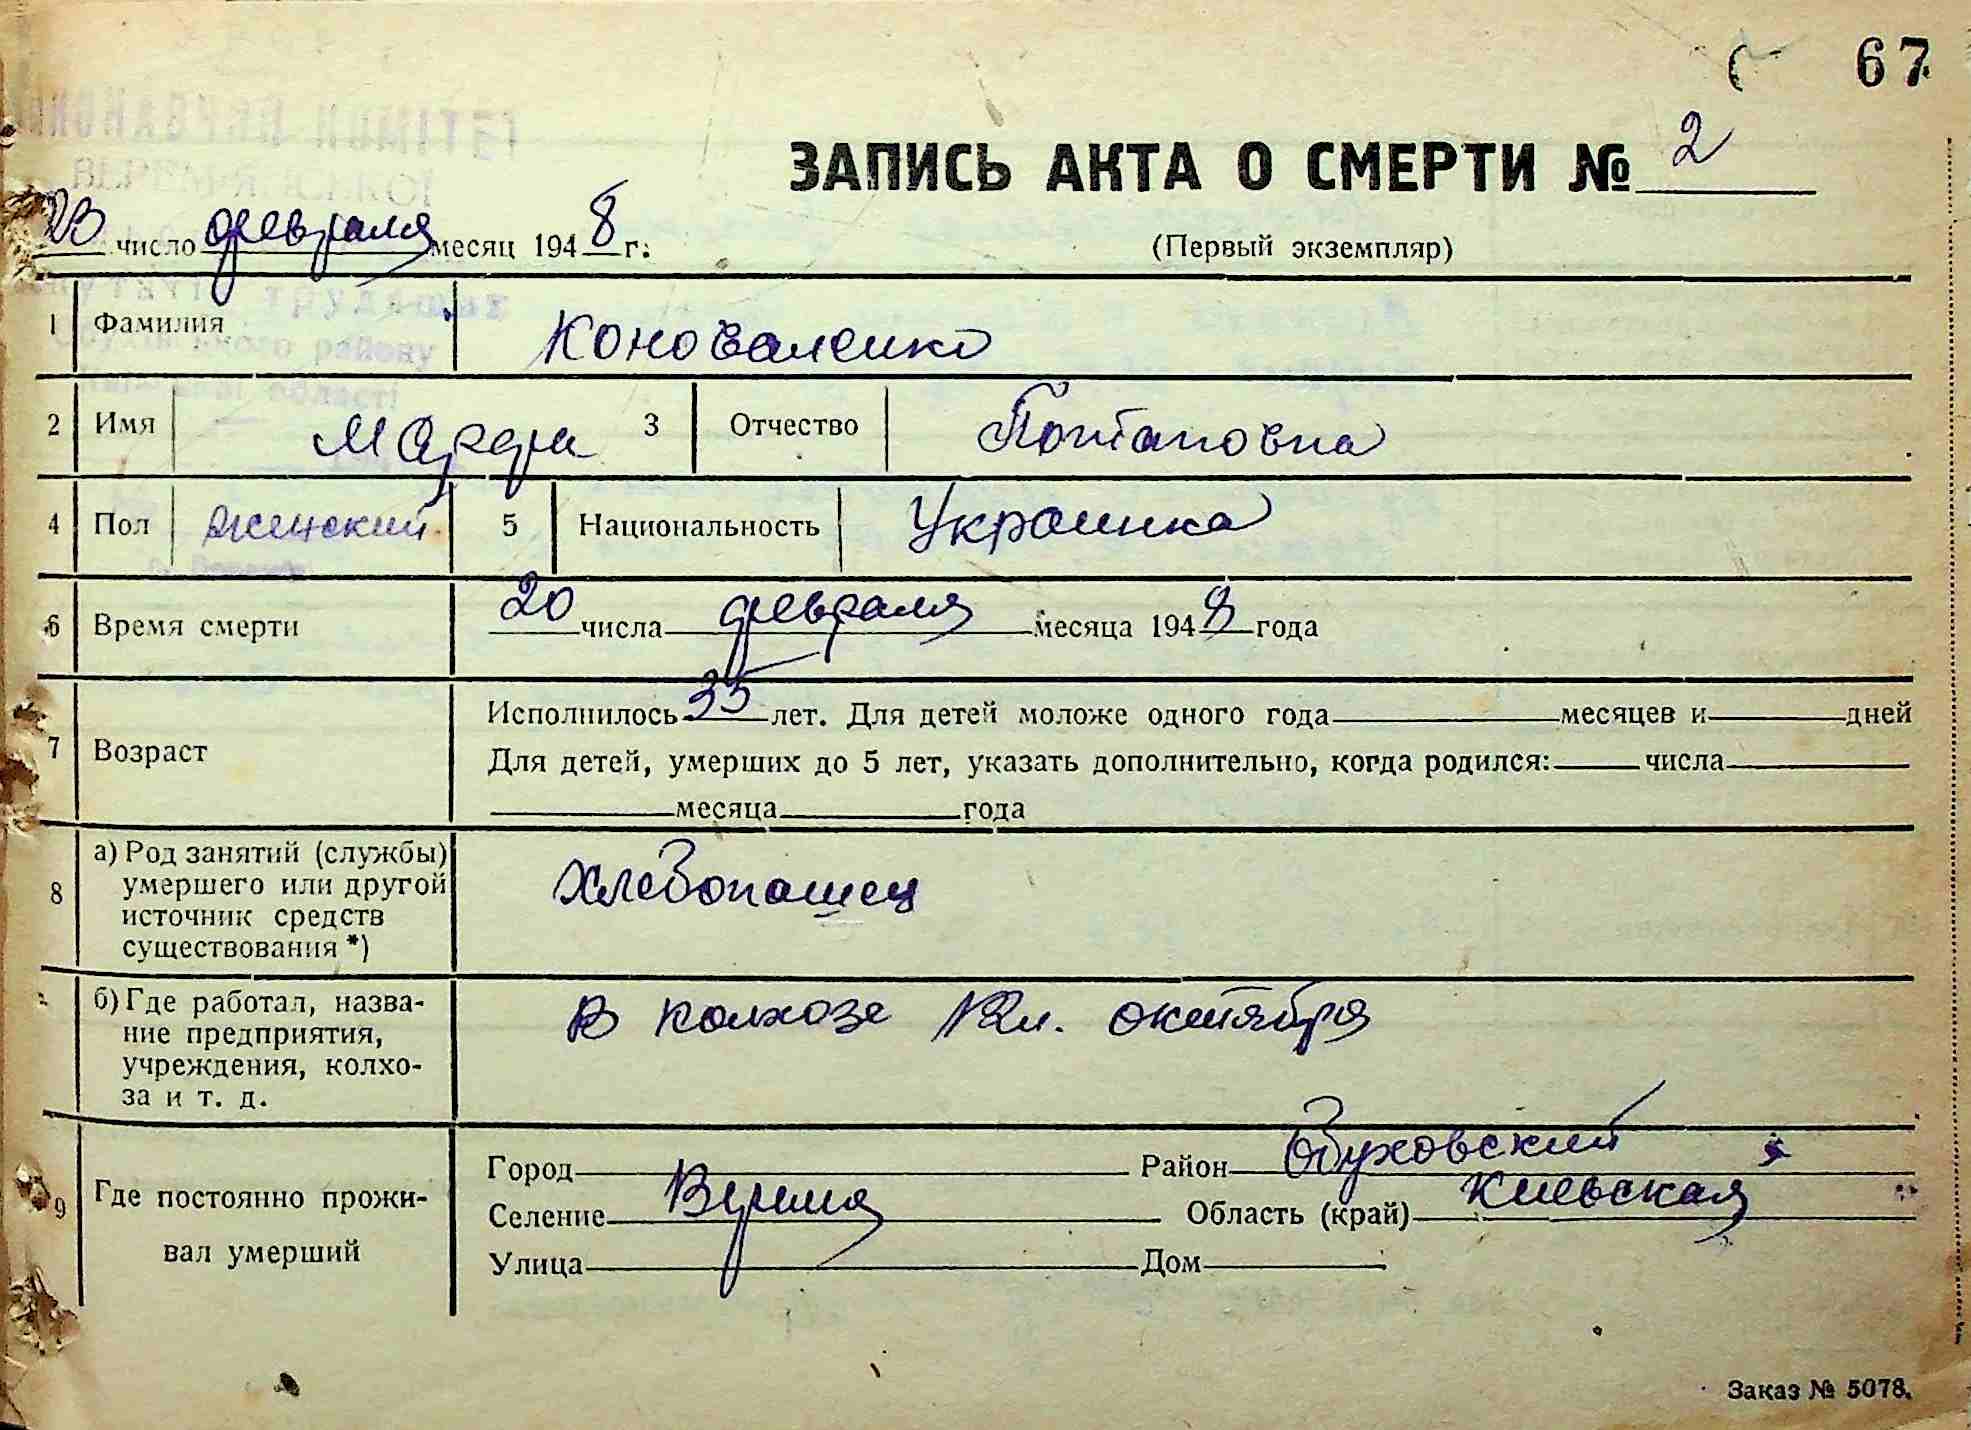 67
ЗАПИСЬ АКТА О СМЕРТИ № 2
23 число февраля месяц 1948 г.
(Первый экземпляр)
1 Фамилия Коноваленко
2 Имя Марфа 3 Отчество Потаповна
4 Пол женский 5 Национальность Украинка
6 Время смерти 20 числа февраля месяца 1948 года
Исполнилось 35 лет. Для детей моложе одного года месяцев и дней
7 Возраст
Для детей, умерших до 5 лет, указать дополнительно, когда родился: числа
месяца года
8 а) Род занятий (службы)
умершего или другой
источник средств
существования *)
хлебопашец
б) Где работал, назва-
ние предприятия,
учреждения, колхо-
за и т. д.
В колхозе октября
9 Где постоянно прожи-
вал умерший
Город Район Обуховский
Селение Область (край) Киевская
Улица Дом
Заказ № 5078.